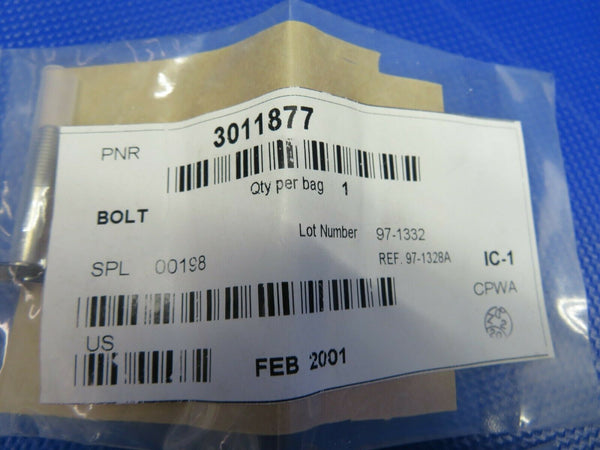 PNR 3011877
Qty per bag 1
BOLT
Lot Number 97-1332
SPL 00198 REF. 97-1328A IC-1
CPWA
US
FEB 2001